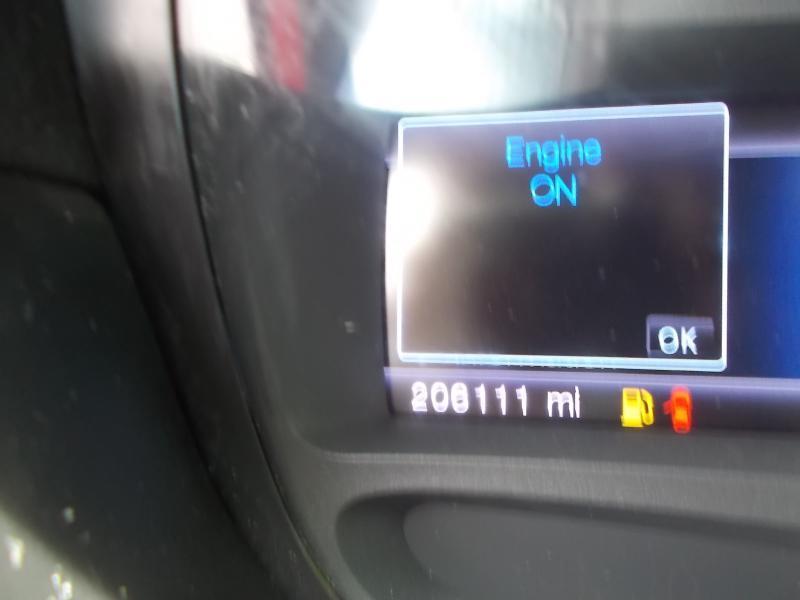 Engine
ON
OK
206111 mi